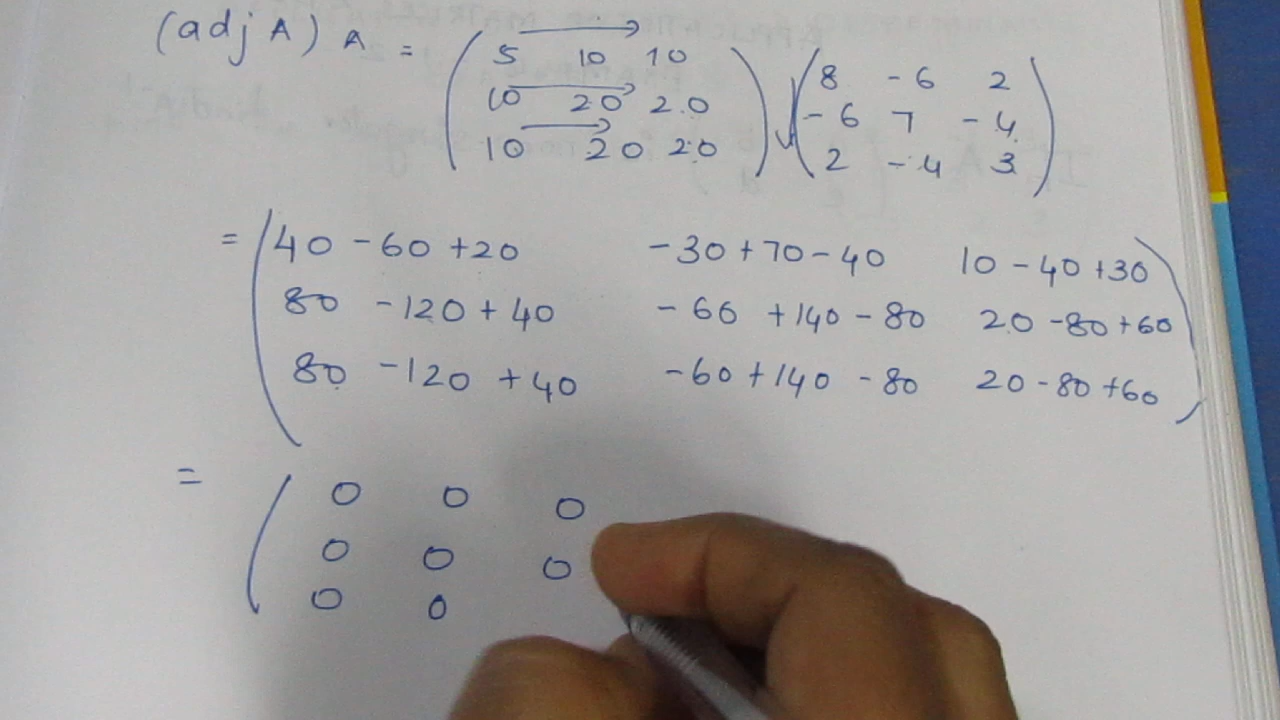 (adj A) A = ( 5 10 10 ) ( 8 -6 2 )
10 20 20 -6 7 -4
10 20 20 2 -4 3
= ( 40 -60 +20 -30 +70 -40 10 -40 +30 )
80 -120 +40 -60 +140 -80 20 -80 +60
80 -120 +40 -60 +140 -80 20 -80 +60
= ( 0 0 0
0 0 0
0 0